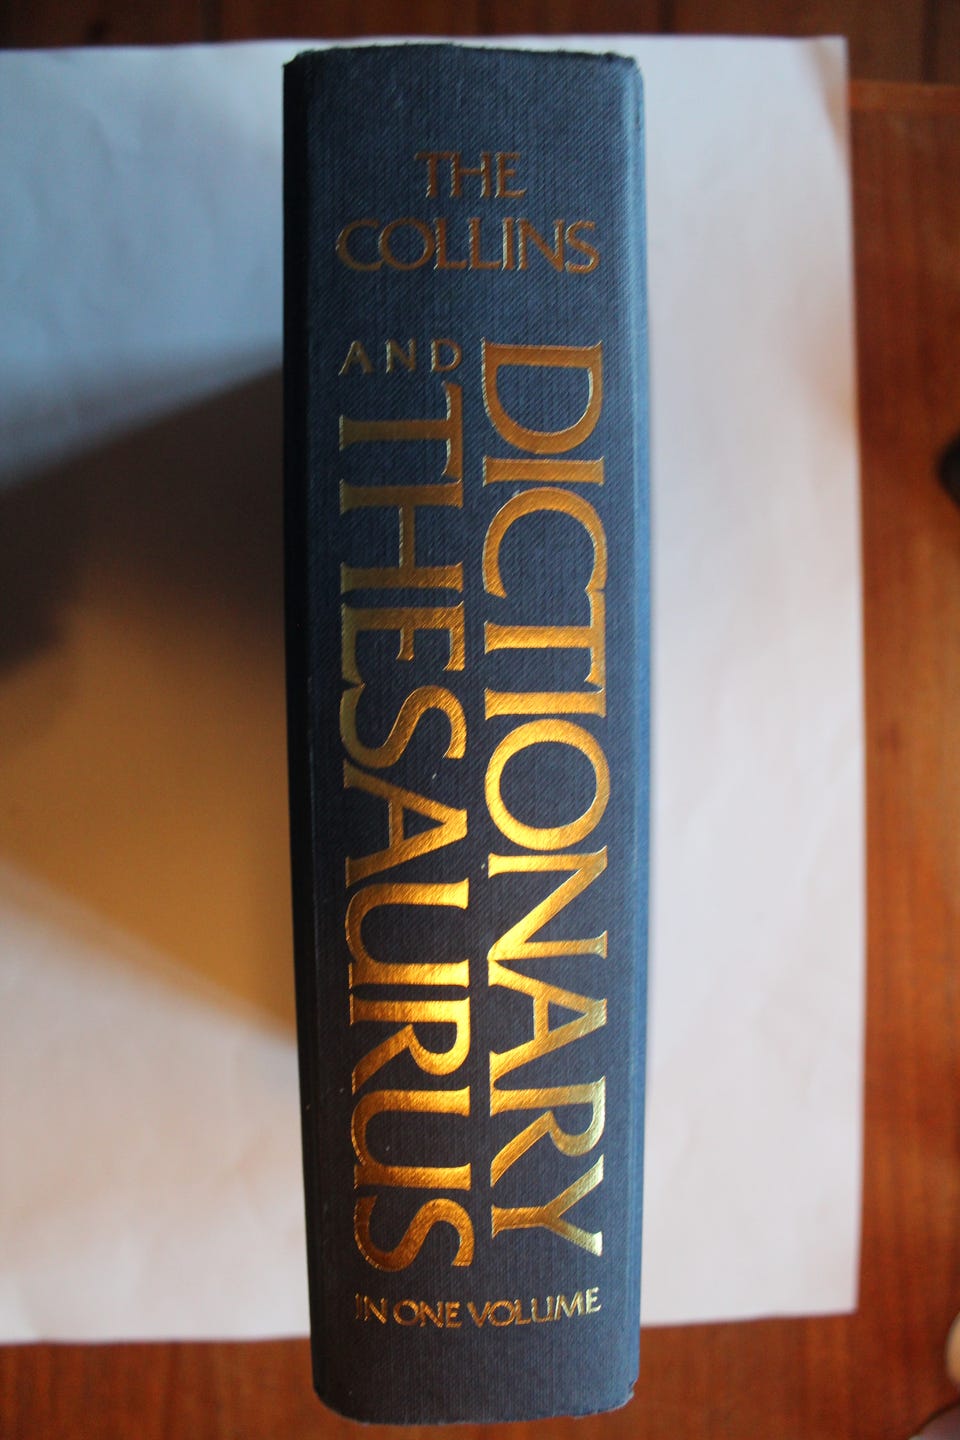 THE
COLLINS
DICTIONARY
AND
THESAURUS
IN ONE VOLUME